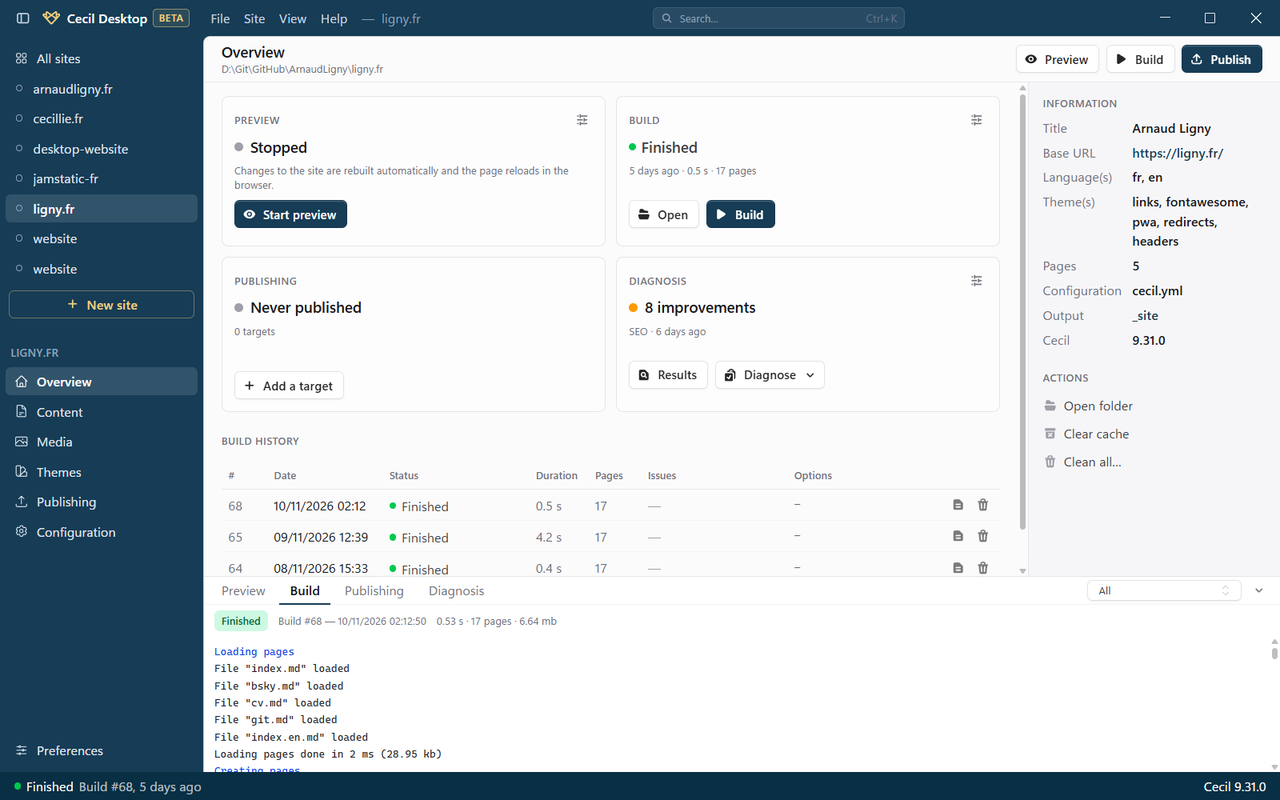 Cecil Desktop BETA File Site View Help — ligny.fr Search... Ctrl+K
All sites
arnaudligny.fr
cecillie.fr
desktop-website
jamstatic-fr
ligny.fr
website
website
+ New site
LIGNY.FR
Overview
Content
Media
Themes
Publishing
Configuration
Preferences
Overview
D:\Git\GitHub\ArnaudLigny\ligny.fr
Preview Build Publish
PREVIEW
Stopped
Changes to the site are rebuilt automatically and the page reloads in the
browser.
Start preview
BUILD
Finished
5 days ago · 0.5 s · 17 pages
Open Build
PUBLISHING
Never published
0 targets
+ Add a target
DIAGNOSIS
8 improvements
SEO · 6 days ago
Results Diagnose
BUILD HISTORY
# Date Status Duration Pages Issues Options
68 10/11/2026 02:12 Finished 0.5 s 17 — –
65 09/11/2026 12:39 Finished 4.2 s 17 — –
64 08/11/2026 15:33 Finished 0.4 s 17 — –
INFORMATION
Title Arnaud Ligny
Base URL https://ligny.fr/
Language(s) fr, en
Theme(s) links, fontawesome,
pwa, redirects,
headers
Pages 5
Configuration cecil.yml
Output _site
Cecil 9.31.0
ACTIONS
Open folder
Clear cache
Clean all...
Preview Build Publishing Diagnosis All
Finished Build #68 — 10/11/2026 02:12:50 0.53 s · 17 pages · 6.64 mb
Loading pages
File "index.md" loaded
File "bsky.md" loaded
File "cv.md" loaded
File "git.md" loaded
File "index.en.md" loaded
Loading pages done in 2 ms (28.95 kb)
Creating pages
Finished Build #68, 5 days ago Cecil 9.31.0